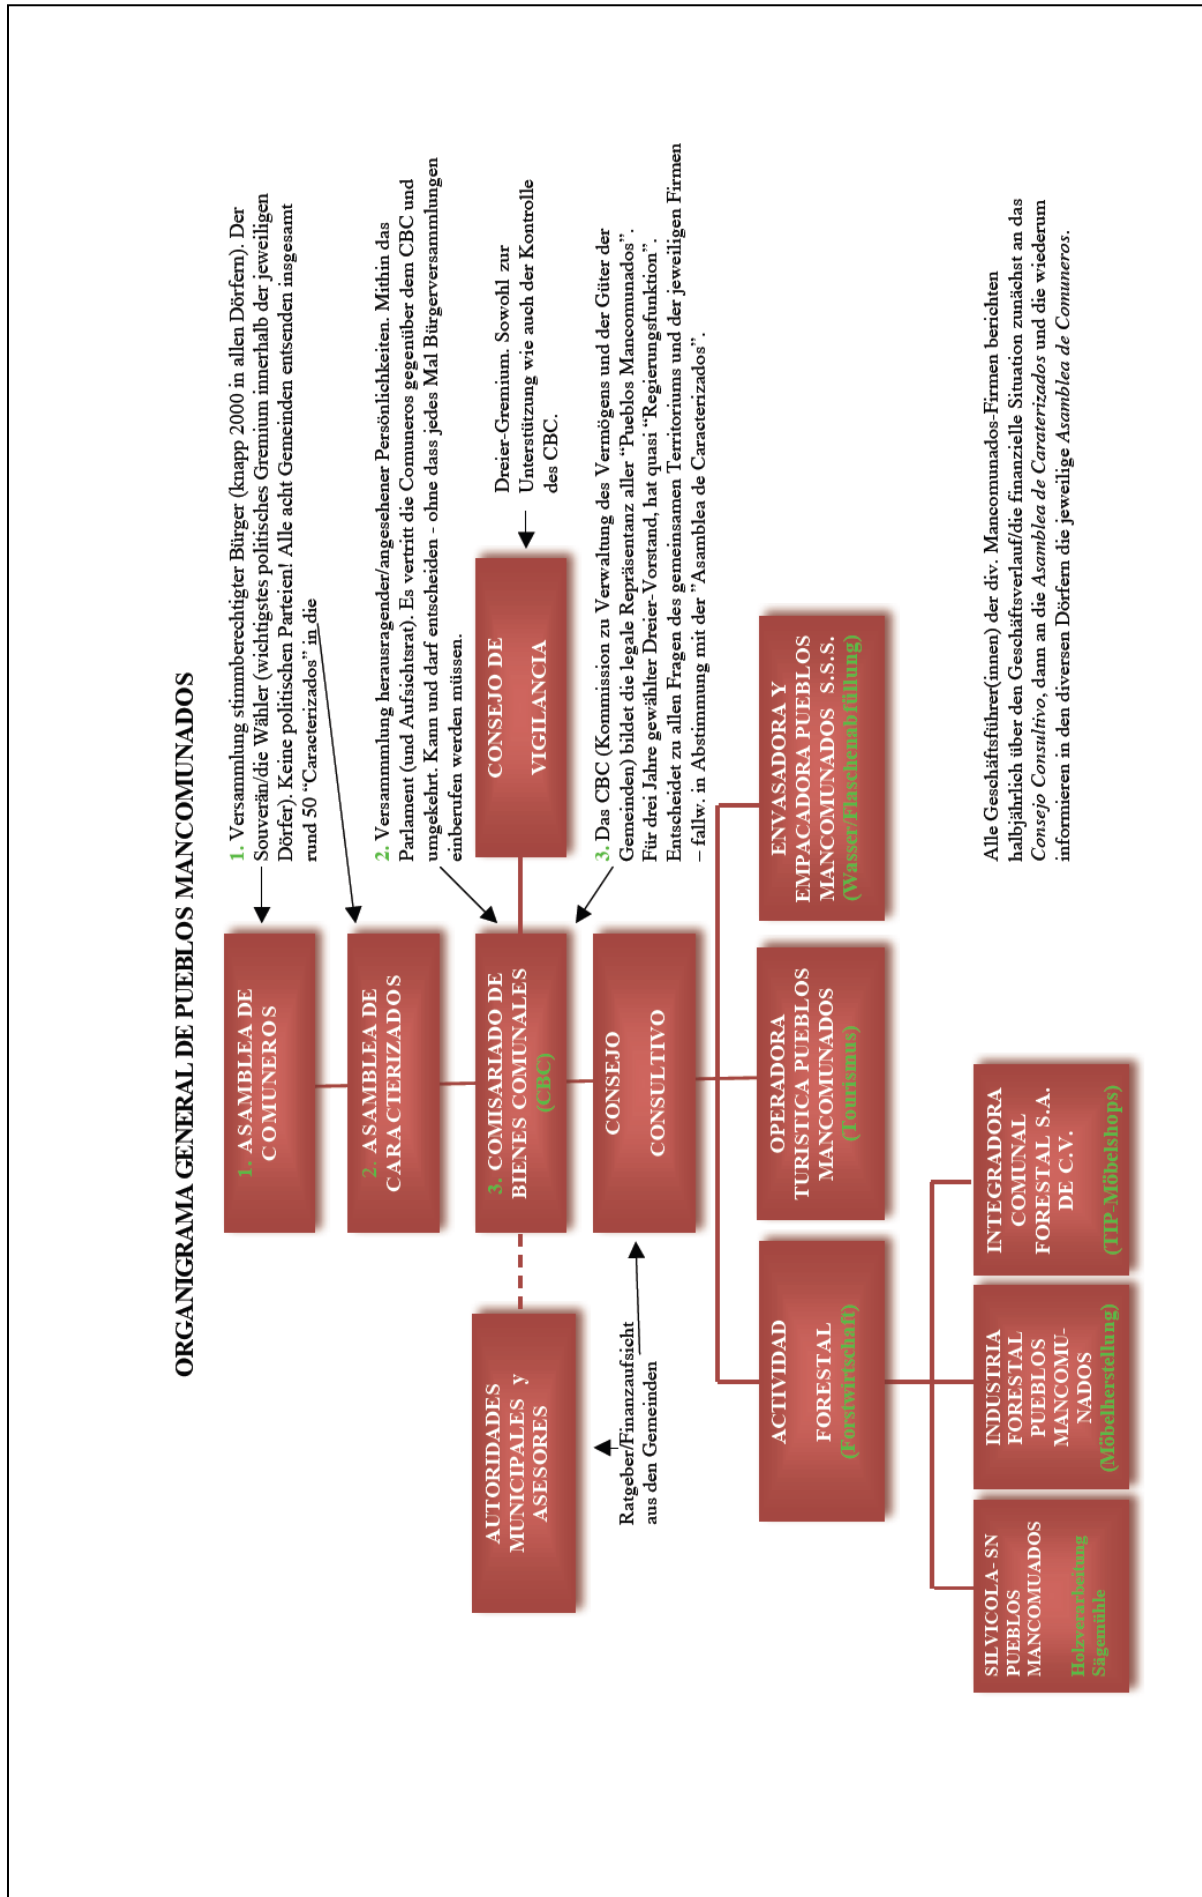 ORGANIGRAMA GENERAL DE PUEBLOS MANCOMUNADOS
1. ASAMBLEA DE
COMUNEROS
1. Versammlung stimmberechtigter Bürger (knapp 2000 in allen Dörfern). Der
Souverän/die Wähler (wichtigstes politisches Gremium innerhalb der jeweiligen
Dörfer). Keine politischen Parteien! Alle acht Gemeinden entsenden insgesamt
rund 50 “Caracterizados” in die
2. ASAMBLEA DE
CARACTERIZADOS
2. Versammlung herausragender/angesehener Persönlichkeiten. Mithin das
Parlament (und Aufsichtsrat). Es vertritt die Comuneros gegenüber dem CBC und
umgekehrt. Kann und darf entscheiden - ohne dass jedes Mal Bürgerversammlungen
einberufen werden müssen.
AUTORIDADES
MUNICIPALES y
ASESORES
3. COMISARIADO DE
BIENES COMUNALES
(CBC)
CONSEJO DE
VIGILANCIA
Dreier-Gremium. Sowohl zur
Unterstützung wie auch der Kontrolle
des CBC.
Ratgeber/Finanzaufsicht
aus den Gemeinden
CONSEJO
CONSULTIVO
3. Das CBC (Kommission zu Verwaltung des Vermögens und der Güter der
Gemeinden) bildet die legale Repräsentanz aller “Pueblos Mancomunados”.
Für drei Jahre gewählter Dreier-Vorstand, hat quasi “Regierungsfunktion”.
Entscheidet zu allen Fragen des gemeinsamen Territoriums und der jeweiligen Firmen
– fallw. in Abstimmung mit der ”Asamblea de Caracterizados”.
ACTIVIDAD
FORESTAL
(Forstwirtschaft)
OPERADORA
TURISTICA PUEBLOS
MANCOMUNADOS
(Tourismus)
ENVASADORA Y
EMPACADORA PUEBLOS
MANCOMUNADOS S.S.S.
(Wasser/Flaschenabfüllung)
SILVICOLA- SN
PUEBLOS
MANCOMUADOS
Holzverarbeitung
Sägemühle
INDUSTRIA
FORESTAL
PUEBLOS
MANCOMU-
NADOS
(Möbelherstellung)
INTEGRADORA
COMUNAL
FORESTAL S.A.
DE C.V.
(TIP-Möbelshops)
Alle Geschäftsführer(innen) der div. Mancomunados-Firmen berichten
halbjährlich über den Geschäftsverlauf/die finanzielle Situation zunächst an das
Consejo Consultivo, dann an die Asamblea de Caraterizados und die wiederum
informieren in den diversen Dörfern die jeweilige Asamblea de Comuneros.